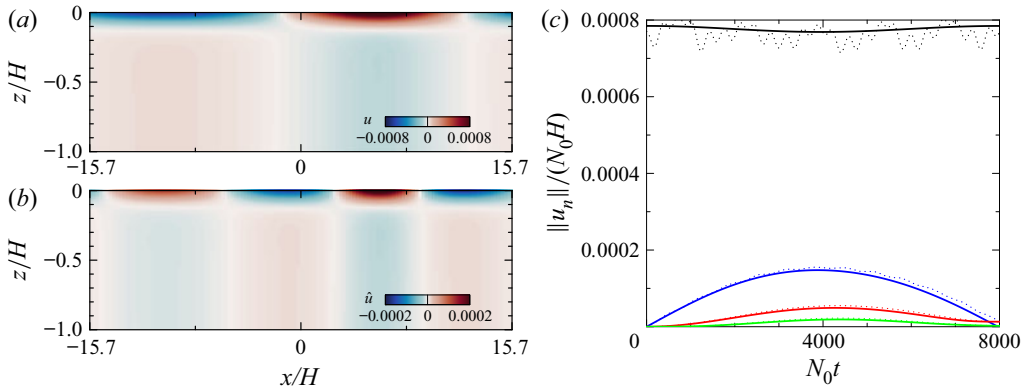 (a)
z/H
0
−0.5
−1.0
u
−0.0008 0 0.0008
−15.7 0 15.7
(b)
z/H
0
−0.5
−1.0
û
−0.0002 0 0.0002
−15.7 0 15.7
x/H
(c)
||u_n||/(N_0H)
0.0008
0.0006
0.0004
0.0002
0 4000 8000
N_0t